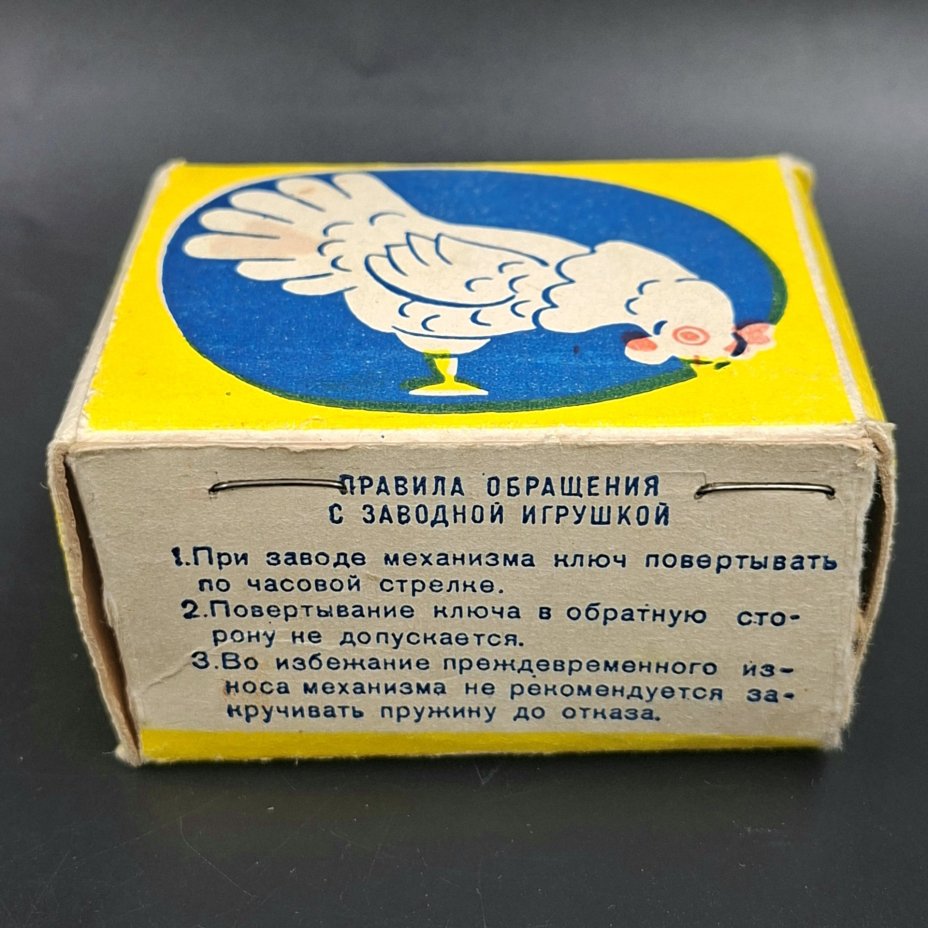 ПРАВИЛА ОБРАЩЕНИЯ
С ЗАВОДНОЙ ИГРУШКОЙ
1.При заводе механизма ключ повертывать
по часовой стрелке.
2.Повертывание ключа в обратную сто-
рону не допускается.
3.Во избежание преждевременного из-
носа механизма не рекомендуется за-
кручивать пружину до отказа.